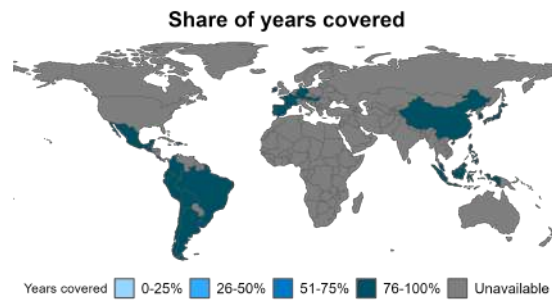 Share of years covered
Years covered 0-25% 26-50% 51-75% 76-100% Unavailable